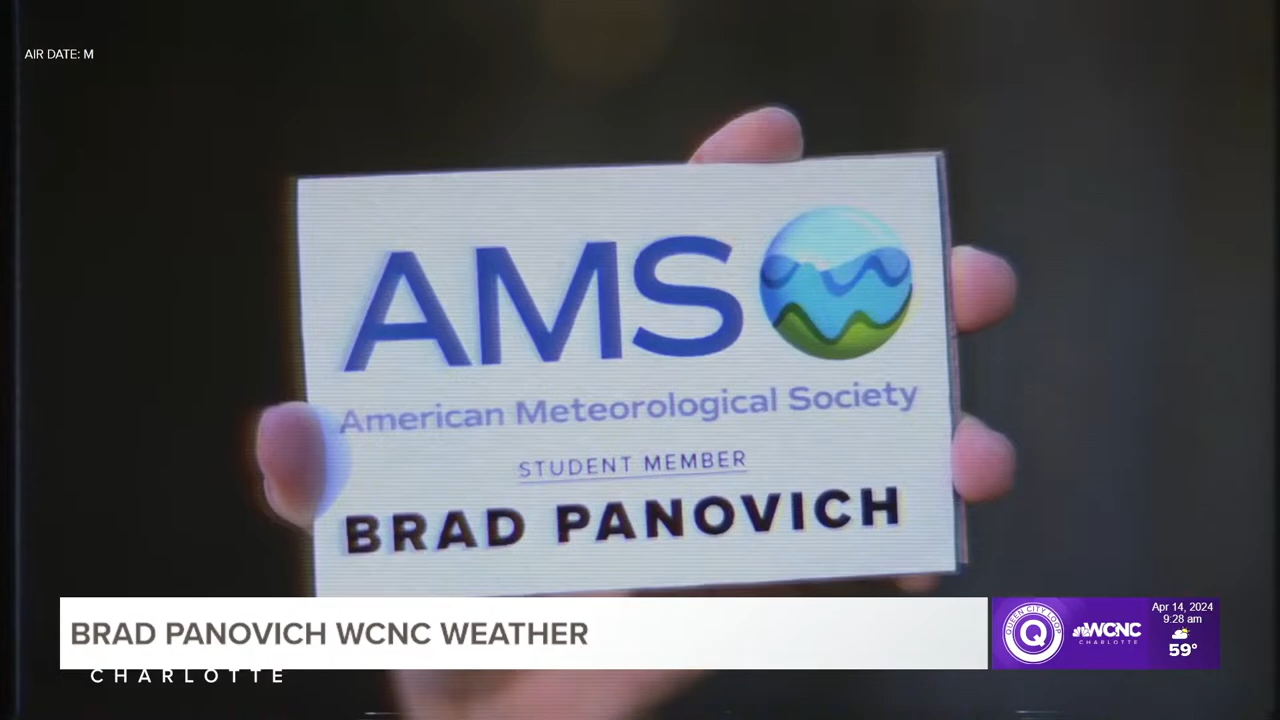 AIR DATE: M
AMS
American Meteorological Society
STUDENT MEMBER
BRAD PANOVICH
BRAD PANOVICH WCNC WEATHER
CHARLOTTE
QUEEN CITY LOOP
Q
WCNC
CHARLOTTE
Apr 14, 2024
9:28 am
59°